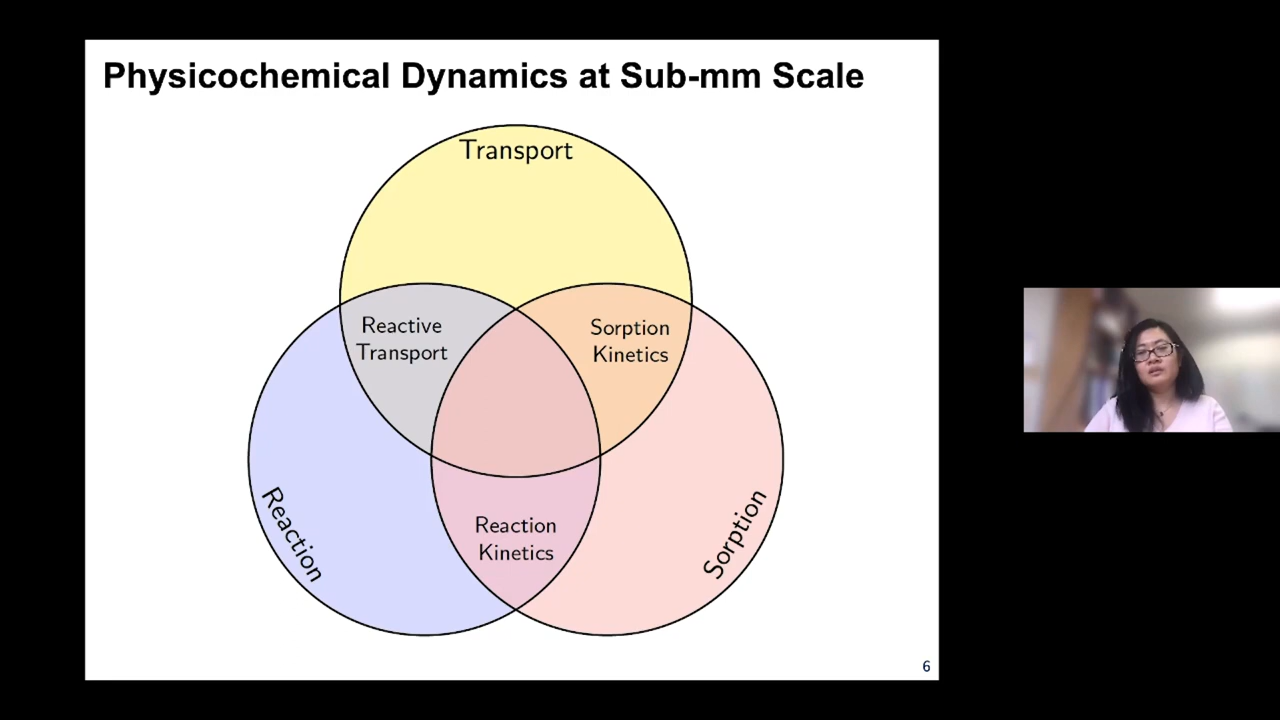 Physicochemical Dynamics at Sub-mm Scale
Transport
Reactive
Transport
Sorption
Kinetics
Reaction
Sorption
Reaction
Kinetics
6